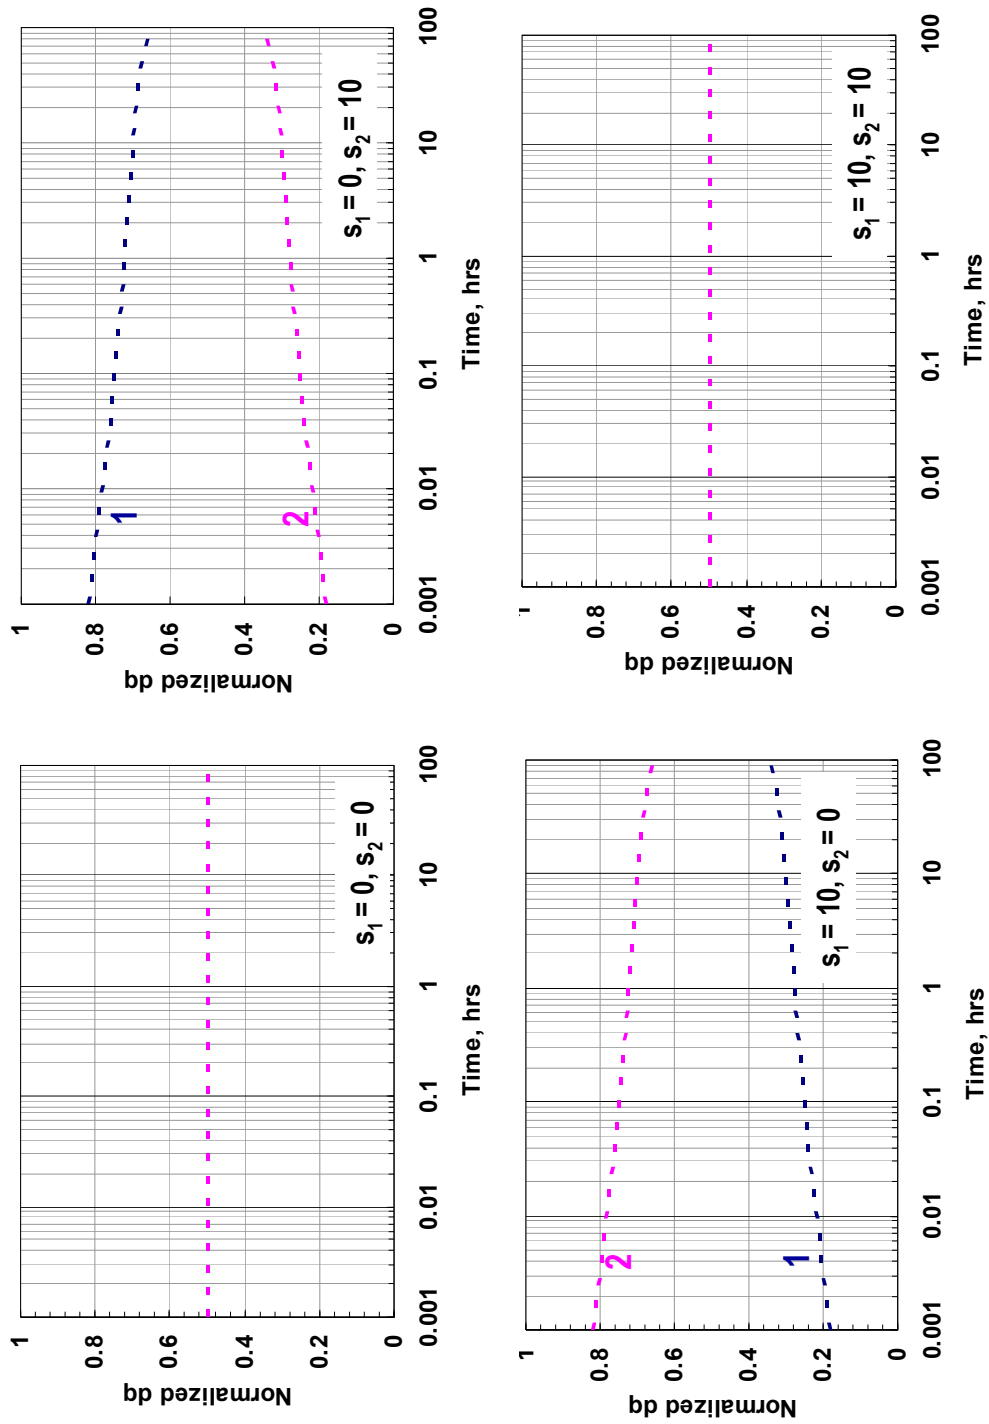 1
0.8
0.6
0.4
0.2
0
Normalized dq
s₁ = 0, s₂ = 0
0.001 0.01 0.1 1 10 100
Time, hrs
1
0.8
0.6
0.4
0.2
0
Normalized dq
1
2
s₁ = 0, s₂ = 10
0.001 0.01 0.1 1 10 100
Time, hrs
1
0.8
0.6
0.4
0.2
0
Normalized dq
2
1
s₁ = 10, s₂ = 0
0.001 0.01 0.1 1 10 100
Time, hrs
1
0.8
0.6
0.4
0.2
0
Normalized dq
s₁ = 10, s₂ = 10
0.001 0.01 0.1 1 10 100
Time, hrs